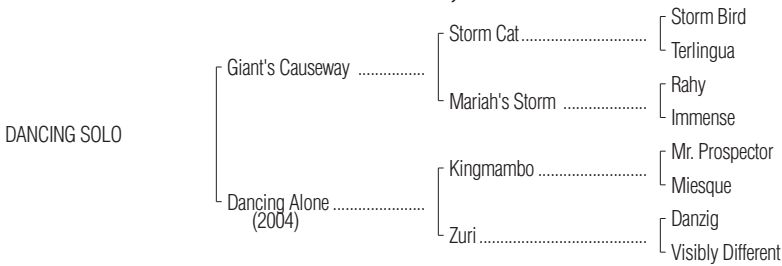 Storm Bird
Storm Cat..............................
Terlingua
Giant's Causeway ................
Rahy
Mariah's Storm ....................
Immense
DANCING SOLO
Mr. Prospector
Kingmambo ..........................
Miesque
Dancing Alone ......................
(2004)
Danzig
Zuri........................................
Visibly Different